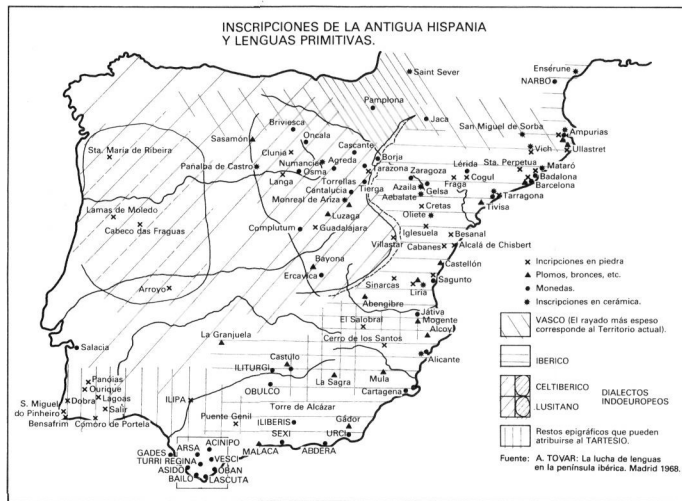 INSCRIPCIONES DE LA ANTIGUA HISPANIA
Y LENGUAS PRIMITIVAS.
Saint Sever
Ensérune
NARBO
Pamplona
Jaca
Briviesca
Oncala
San Miguel de Sorba
Ampurias
Sasamón
Cascante
Vich
Ullastret
Sta. Maria de Ribeira
Clunia
Agreda
Borja
Numancia
Pañalba de Castro
Osma
Tarazona
Zaragoza
Lérida
Sta. Perpetua
Mataró
Langa
Torrellas
Badalona
Cantalucia
Tierga
Azaila
Fraga
Cogul
Barcelona
Monreal de Ariza
Aebalate
Gelsa
Tarragona
Lamas de Moledo
Luzaga
Cretas
Tivisa
Cabeco das Fraguas
Complutum
Guadalajara
Oliete
Iglesuela
Besanal
Villastar
Cabanes
Alcalá de Chisbert
Bayona
Castellón
Arroyo
Ercavica
Sinarcas
Sagunto
Liria
Abengibre
Játiva
El Salobral
Mogente
La Granjuela
Alcoy
Cerro de los Santos
Salacia
Castulo
Alicante
ILITURGI
Panóias
Ourique
La Sagra
Mula
S. Miguel
do Pinheiro
Dobra
Lagoas
ILIPA
OBULCO
Cartagena
Salir
Torre de Alcázar
Bensafrim
Cómoro de Portela
Puente Genil
ILIBERIS
Gádor
SEXI
URCI
GADES
ARSA
ACINIPO
MALACA
ABDERA
TURRI REGINA
VESCI
ASIDO
OBAN
BAILO
LASCUTA
Incripciones en piedra
Plomos, bronces, etc.
Monedas.
Inscripciones en cerámica.
VASCO (El rayado más espeso
corresponde al Territorio actual).
IBERICO
CELTIBERICO
LUSITANO
DIALECTOS
INDOEUROPEOS
Restos epigráficos que pueden
atribuirse al TARTESIO.
Fuente: A. TOVAR: La lucha de lenguas
en la península ibérica. Madrid 1968.